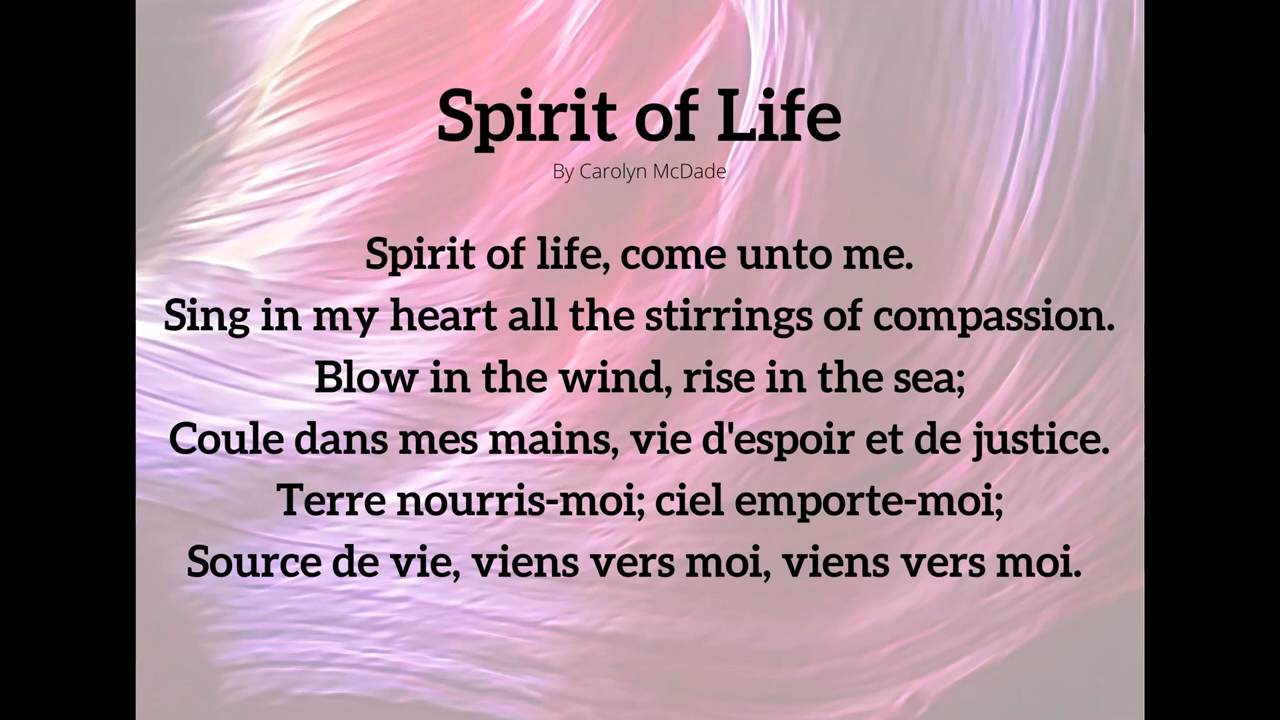 Spirit of Life
By Carolyn McDade
Spirit of life, come unto me.
Sing in my heart all the stirrings of compassion.
Blow in the wind, rise in the sea;
Coule dans mes mains, vie d'espoir et de justice.
Terre nourris-moi; ciel emporte-moi;
Source de vie, viens vers moi, viens vers moi.